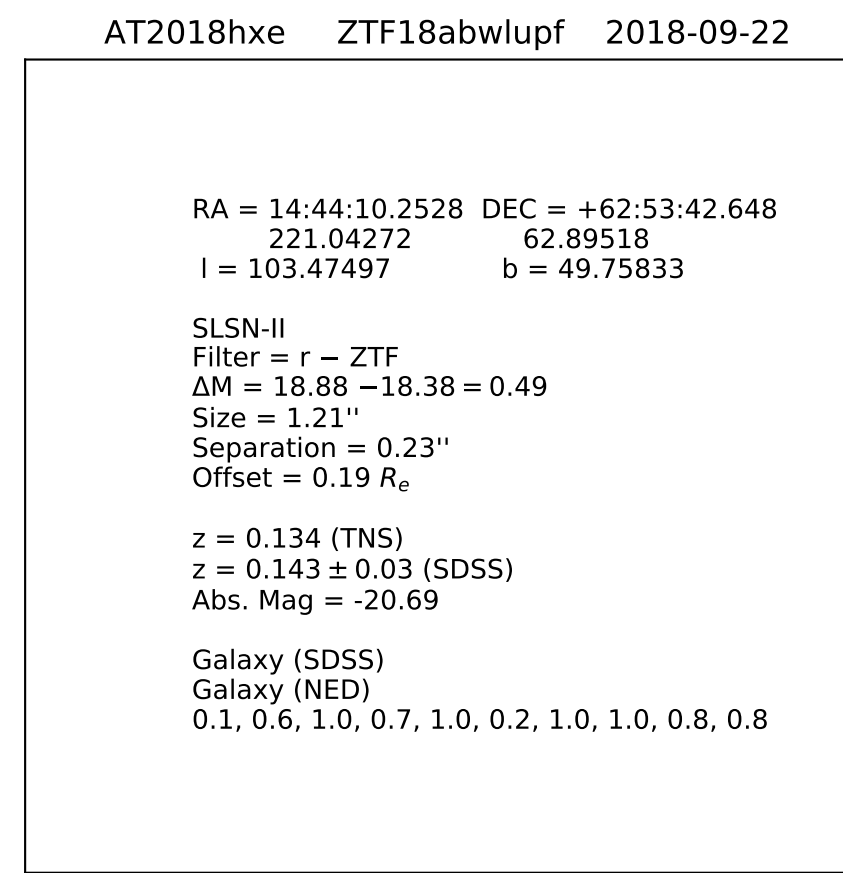 AT2018hxe ZTF18abwlupf 2018-09-22
RA = 14:44:10.2528 DEC = +62:53:42.648
221.04272 62.89518
l = 103.47497 b = 49.75833
SLSN-II
Filter = r − ZTF
ΔM = 18.88 −18.38 = 0.49
Size = 1.21''
Separation = 0.23''
Offset = 0.19 Rₑ
z = 0.134 (TNS)
z = 0.143 ± 0.03 (SDSS)
Abs. Mag = -20.69
Galaxy (SDSS)
Galaxy (NED)
0.1, 0.6, 1.0, 0.7, 1.0, 0.2, 1.0, 1.0, 0.8, 0.8